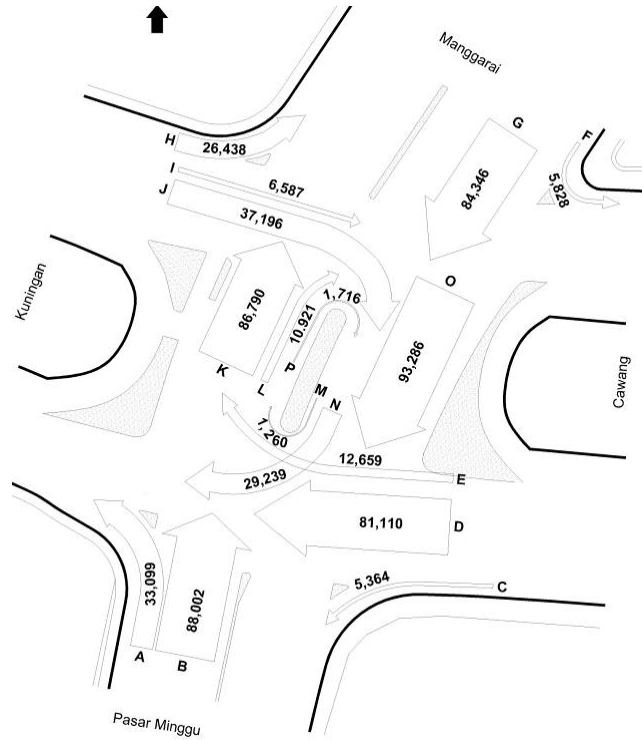 Manggarai
G
F
H
26,438
84,346
5,828
I
6,587
J
37,196
Kuningan
O
86,790
10.921
1,716
93,286
Cawang
K
P
L
M
N
1,260
12,659
29,239
E
81,110
D
33,099
88,002
5,364
C
A
B
Pasar Minggu